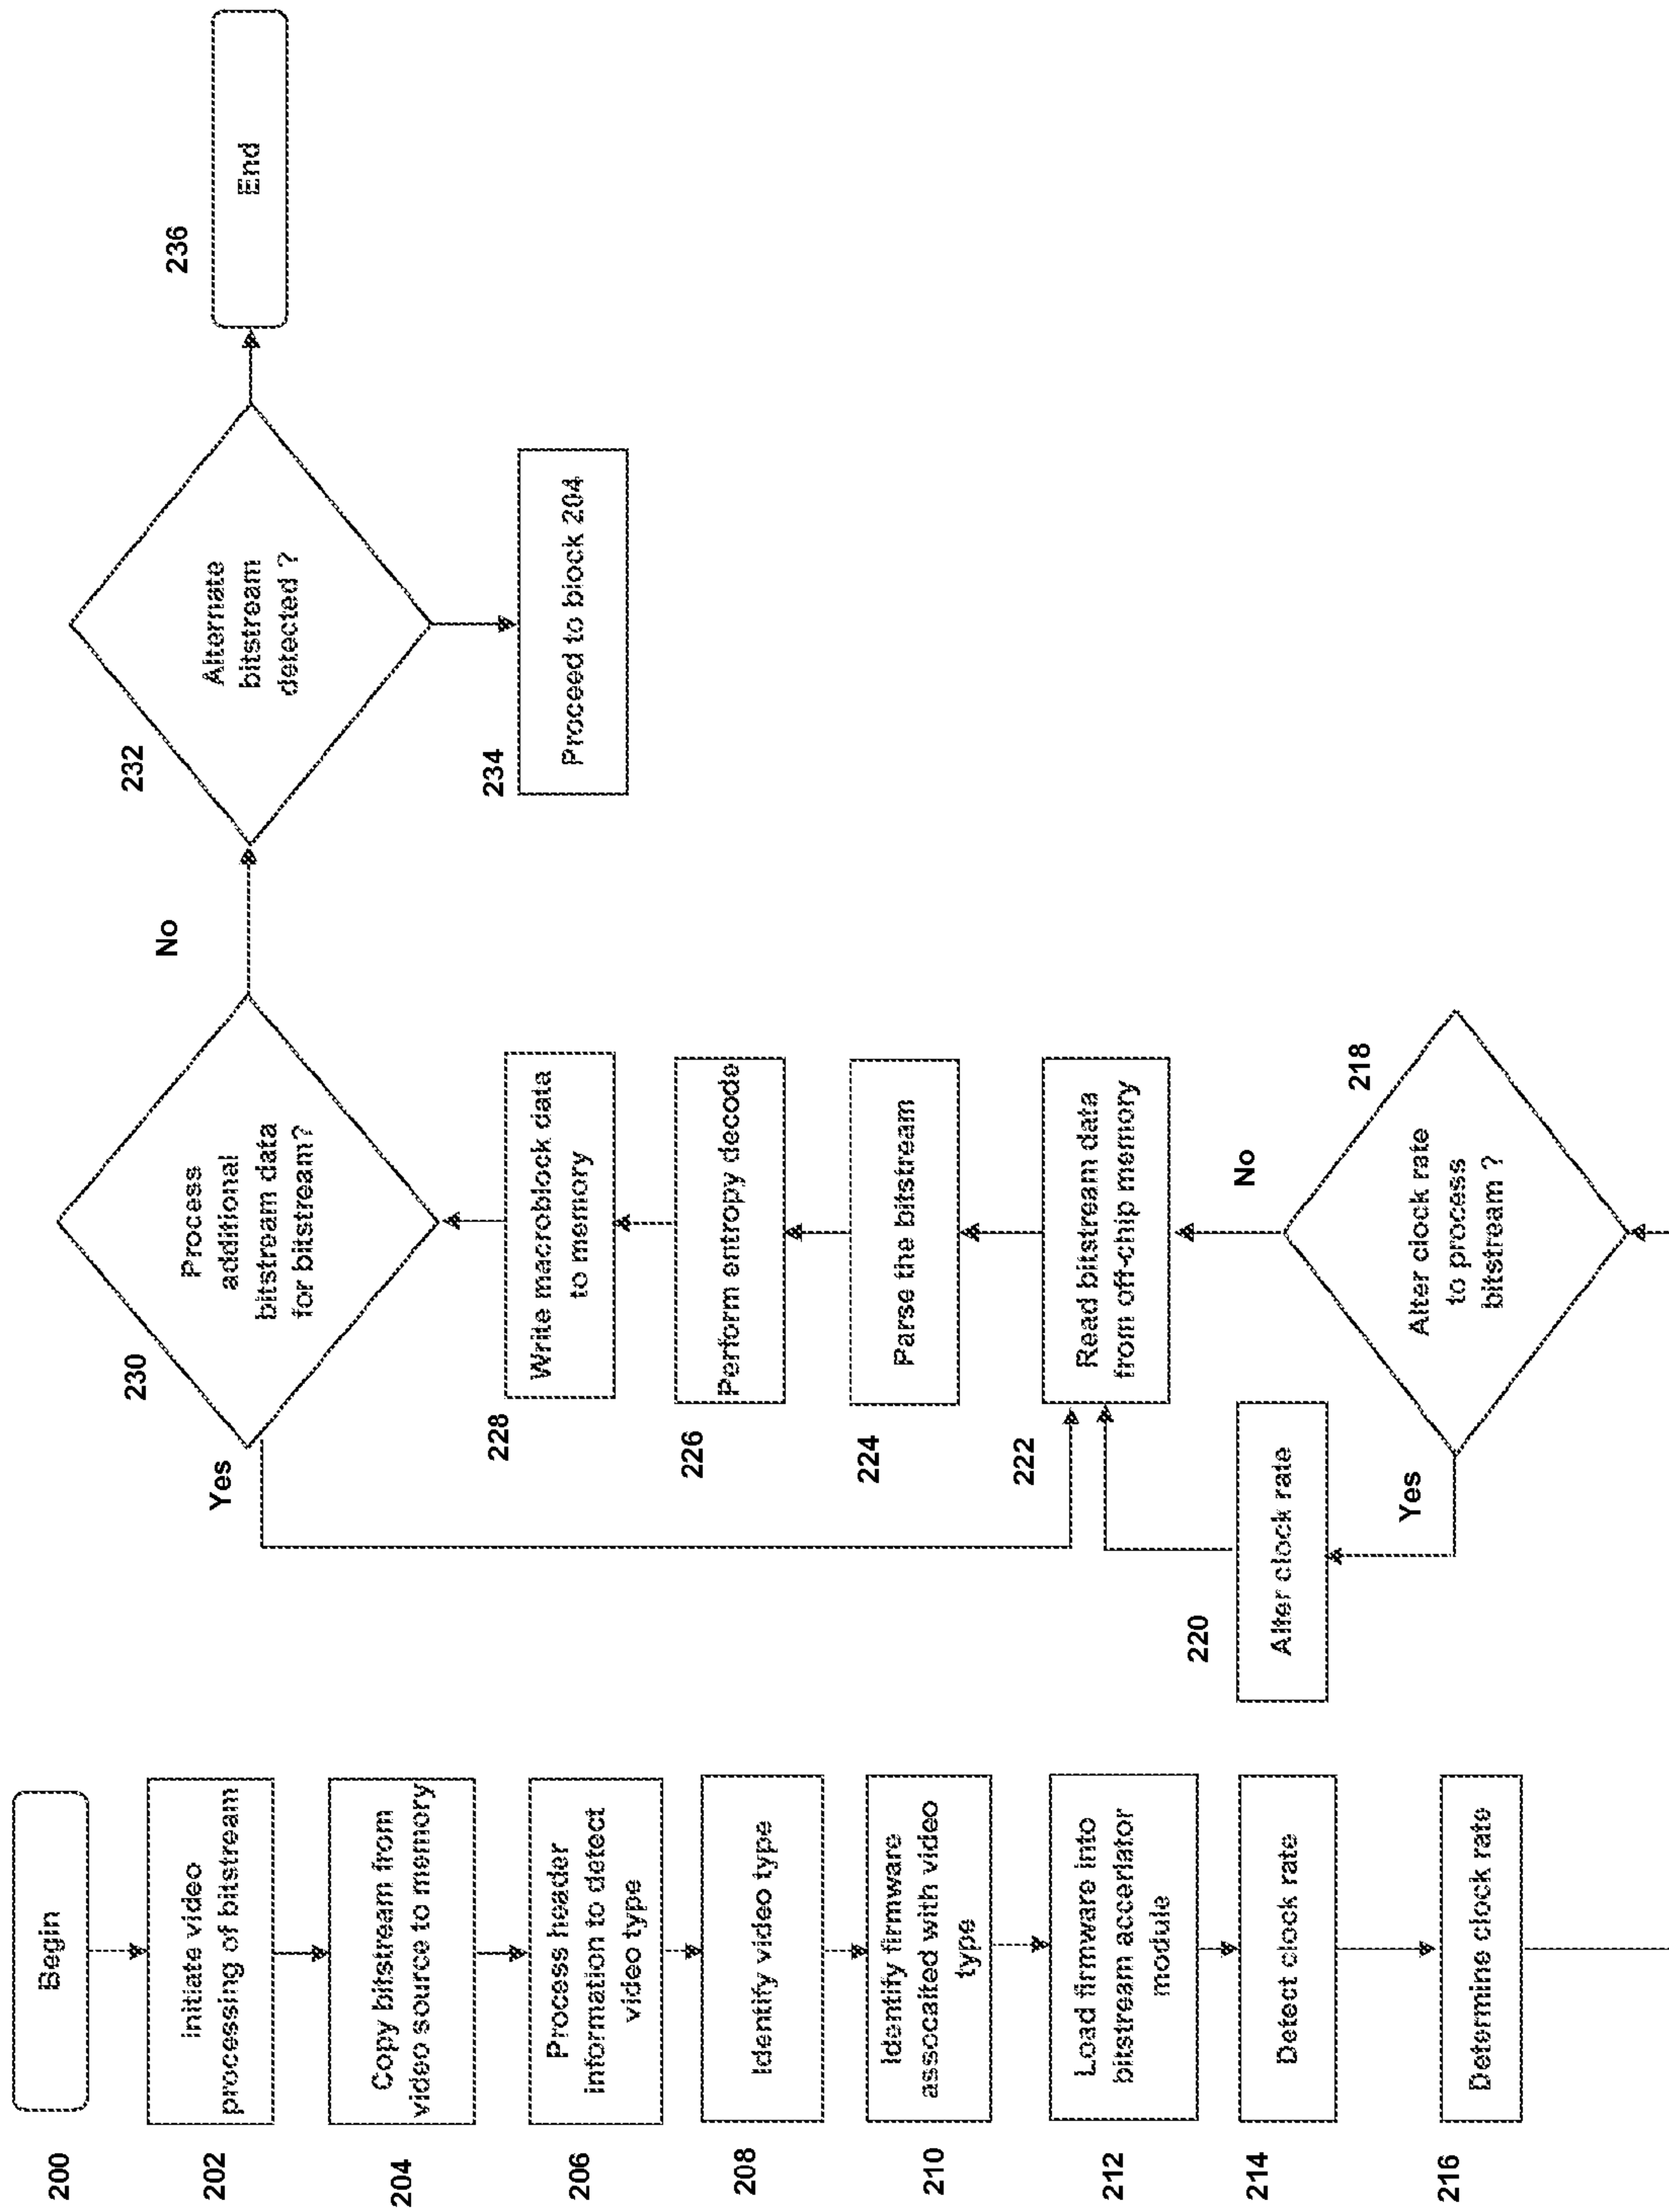 200
Begin
202
initiate video
processing of bitstream
204
Copy bitstream from
video source to memory
206
Process header
information to detect
video type
208
Identify video type
210
Identify firmware
assocaited with video
type
212
Load firmware into
bitstream accerlator
module
214
Detect clock rate
216
Determine clock rate
218
Alter clock rate
to process
bitstream ?
Yes
No
220
Alter clock rate
222
Read bitstream data
from off-chip memory
224
Parse the bitstream
226
Perform entropy decode
228
Write macroblock data
to memory
230
Process
additional
bitstream data
for bitstream?
Yes
No
232
Alternate
bitstream
detected ?
234
Proceed to block 204
236
End